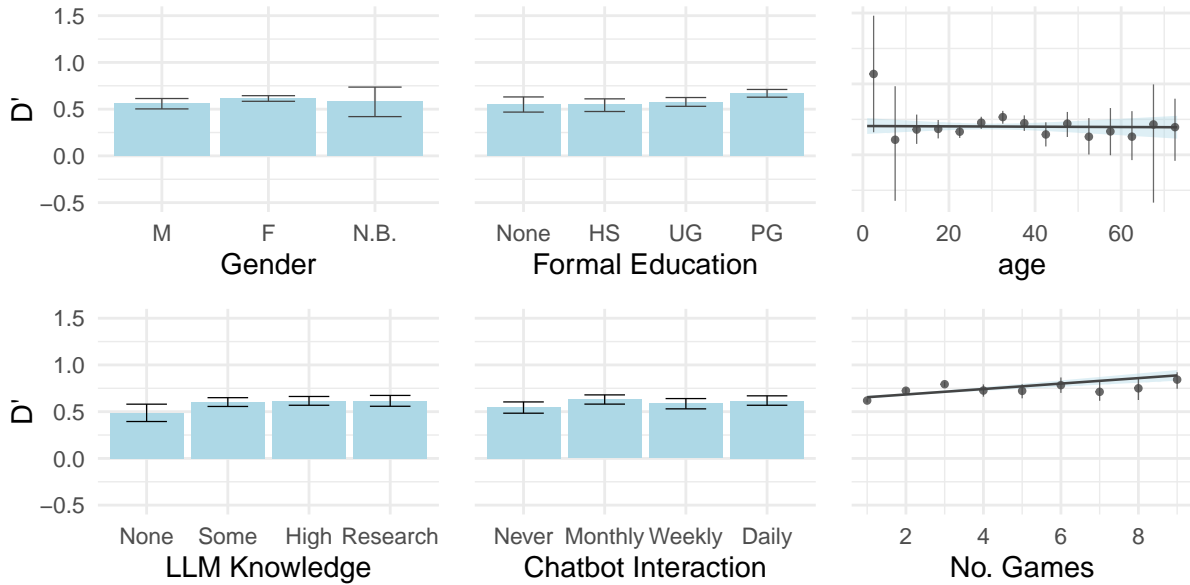 D'
1.5
1.0
0.5
0.0
−0.5
M F N.B.
Gender
None HS UG PG
Formal Education
0 20 40 60
age
D'
1.5
1.0
0.5
0.0
−0.5
None Some High Research
LLM Knowledge
Never Monthly Weekly Daily
Chatbot Interaction
2 4 6 8
No. Games